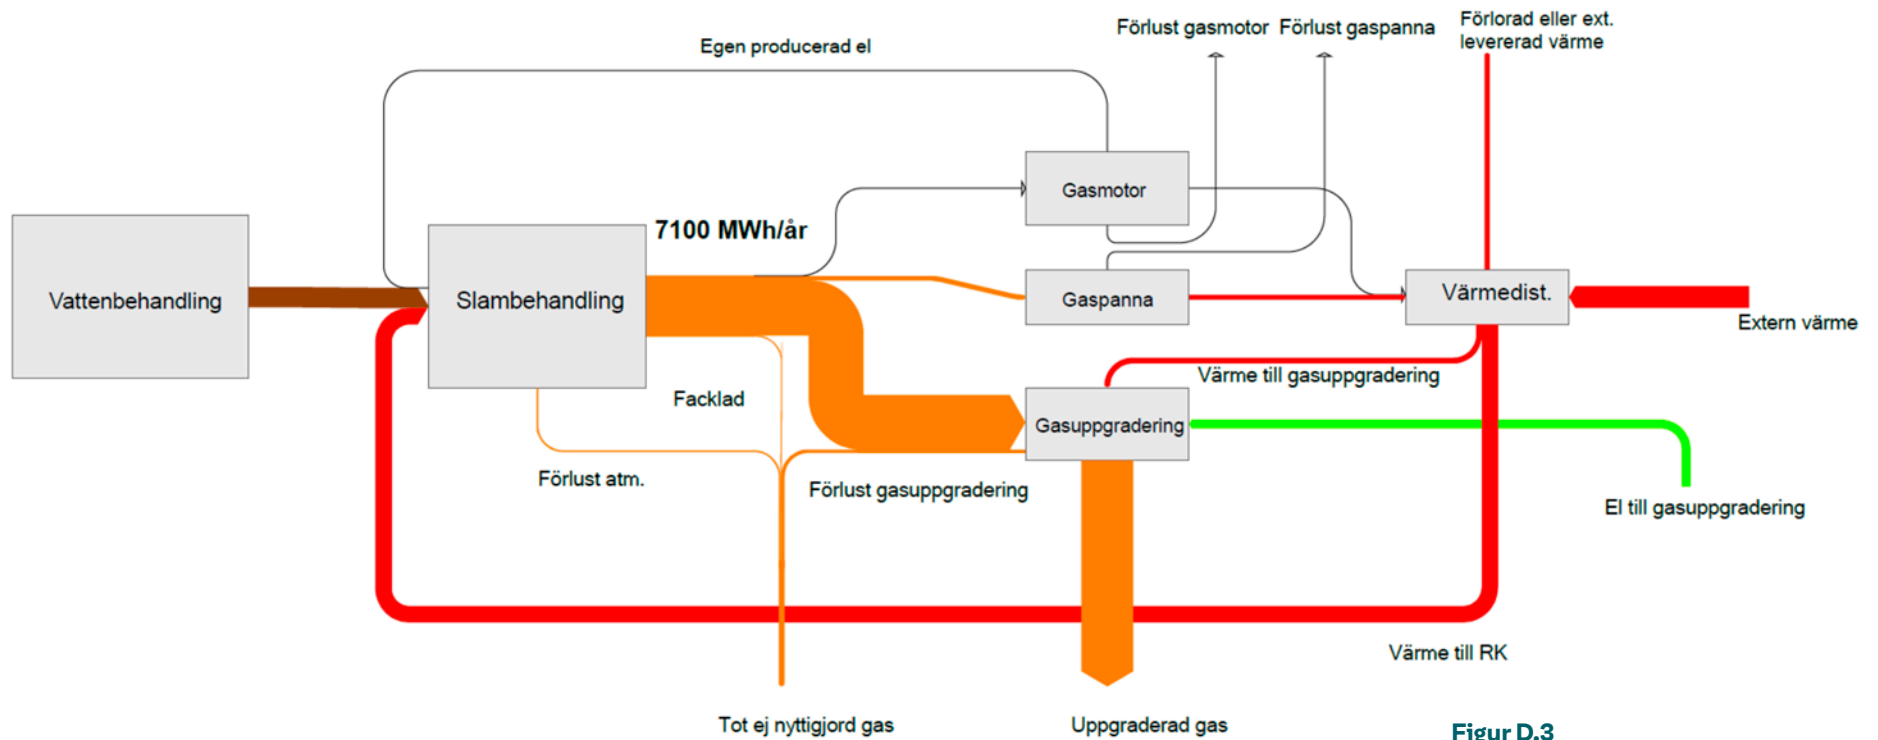 Förlust gasmotor
Förlust gaspanna
Förlorad eller ext.
levererad värme
Egen producerad el
Gasmotor
7100 MWh/år
Vattenbehandling
Slambehandling
Gaspanna
Värmedist.
Extern värme
Värme till gasuppgradering
Facklad
Gasuppgradering
Förlust atm.
Förlust gasuppgradering
El till gasuppgradering
Värme till RK
Tot ej nyttigjord gas
Uppgraderad gas
Figur D.3